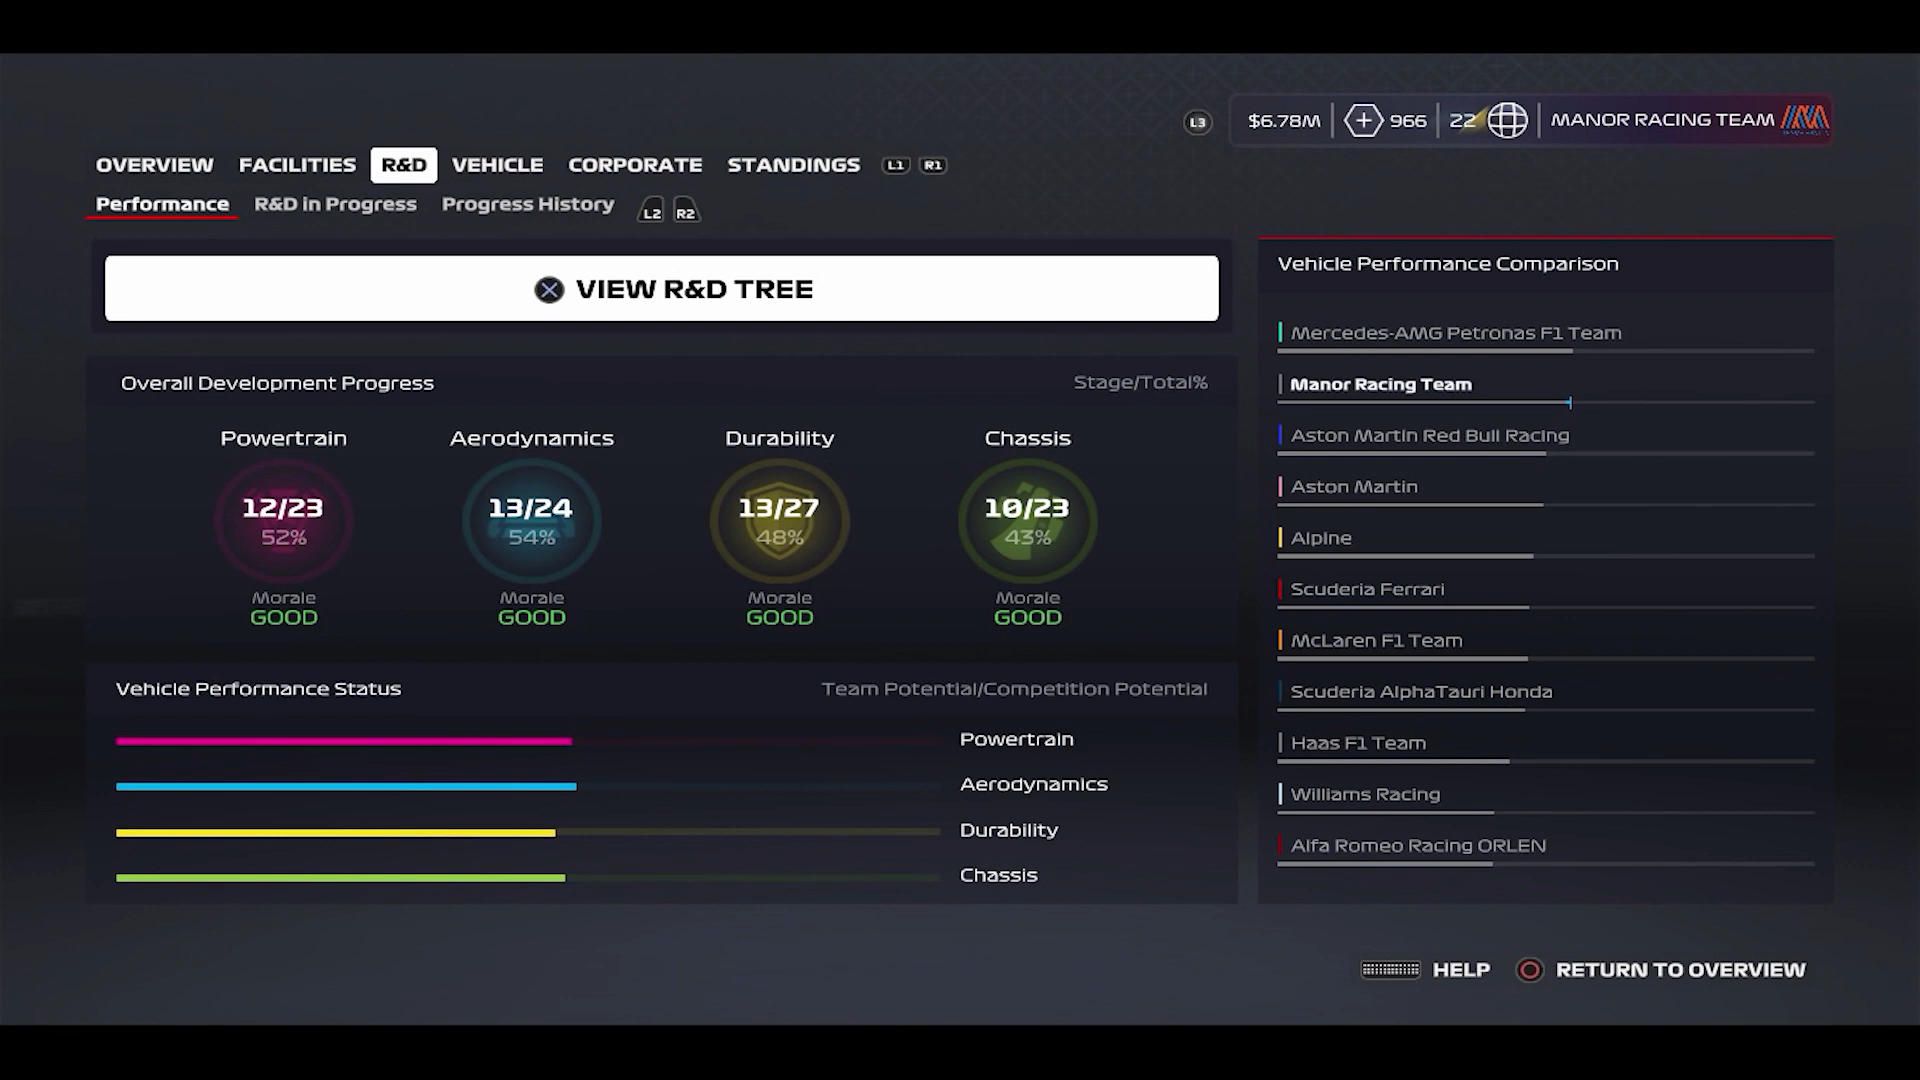 L3
$6.78M
966
22
MANOR RACING TEAM
OVERVIEW FACILITIES R&D VEHICLE CORPORATE STANDINGS L1 R1
Performance R&D in Progress Progress History L2 R2
VIEW R&D TREE
Overall Development Progress Stage/Total%
Powertrain Aerodynamics Durability Chassis
12/23 13/24 13/27 10/23
52% 54% 48% 43%
Morale Morale Morale Morale
GOOD GOOD GOOD GOOD
Vehicle Performance Status Team Potential/Competition Potential
Powertrain
Aerodynamics
Durability
Chassis
Vehicle Performance Comparison
Mercedes-AMG Petronas F1 Team
Manor Racing Team
Aston Martin Red Bull Racing
Aston Martin
Alpine
Scuderia Ferrari
McLaren F1 Team
Scuderia AlphaTauri Honda
Haas F1 Team
Williams Racing
Alfa Romeo Racing ORLEN
HELP RETURN TO OVERVIEW